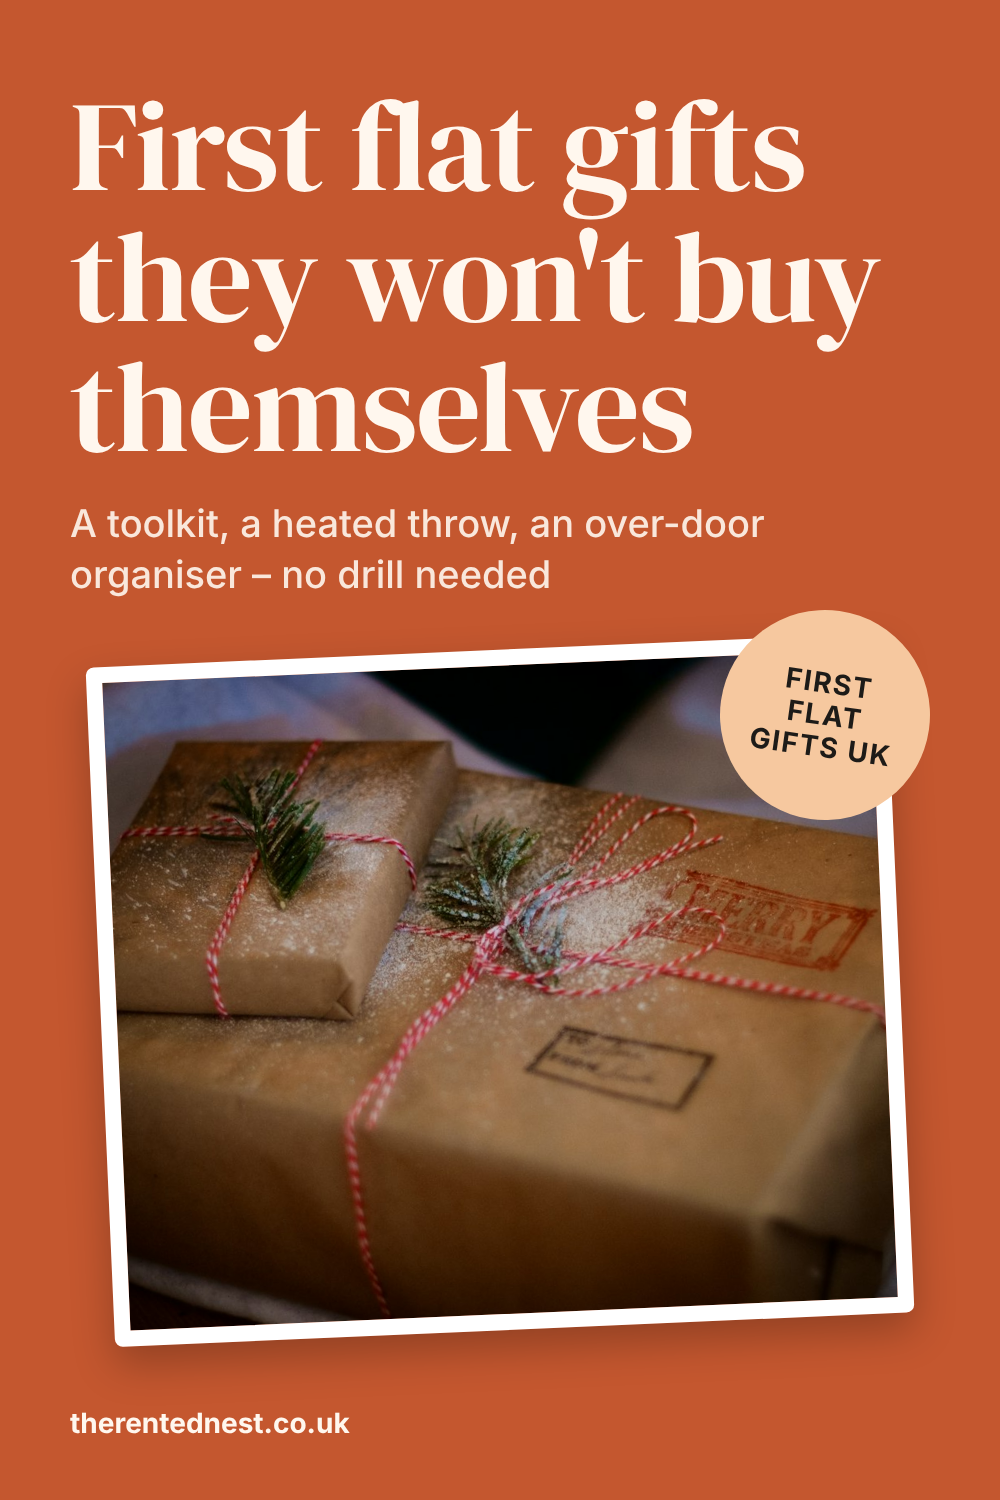 First flat gifts
they won't buy
themselves
A toolkit, a heated throw, an over-door
organiser – no drill needed
FIRST
FLAT
GIFTS UK
MERRY
therentednest.co.uk